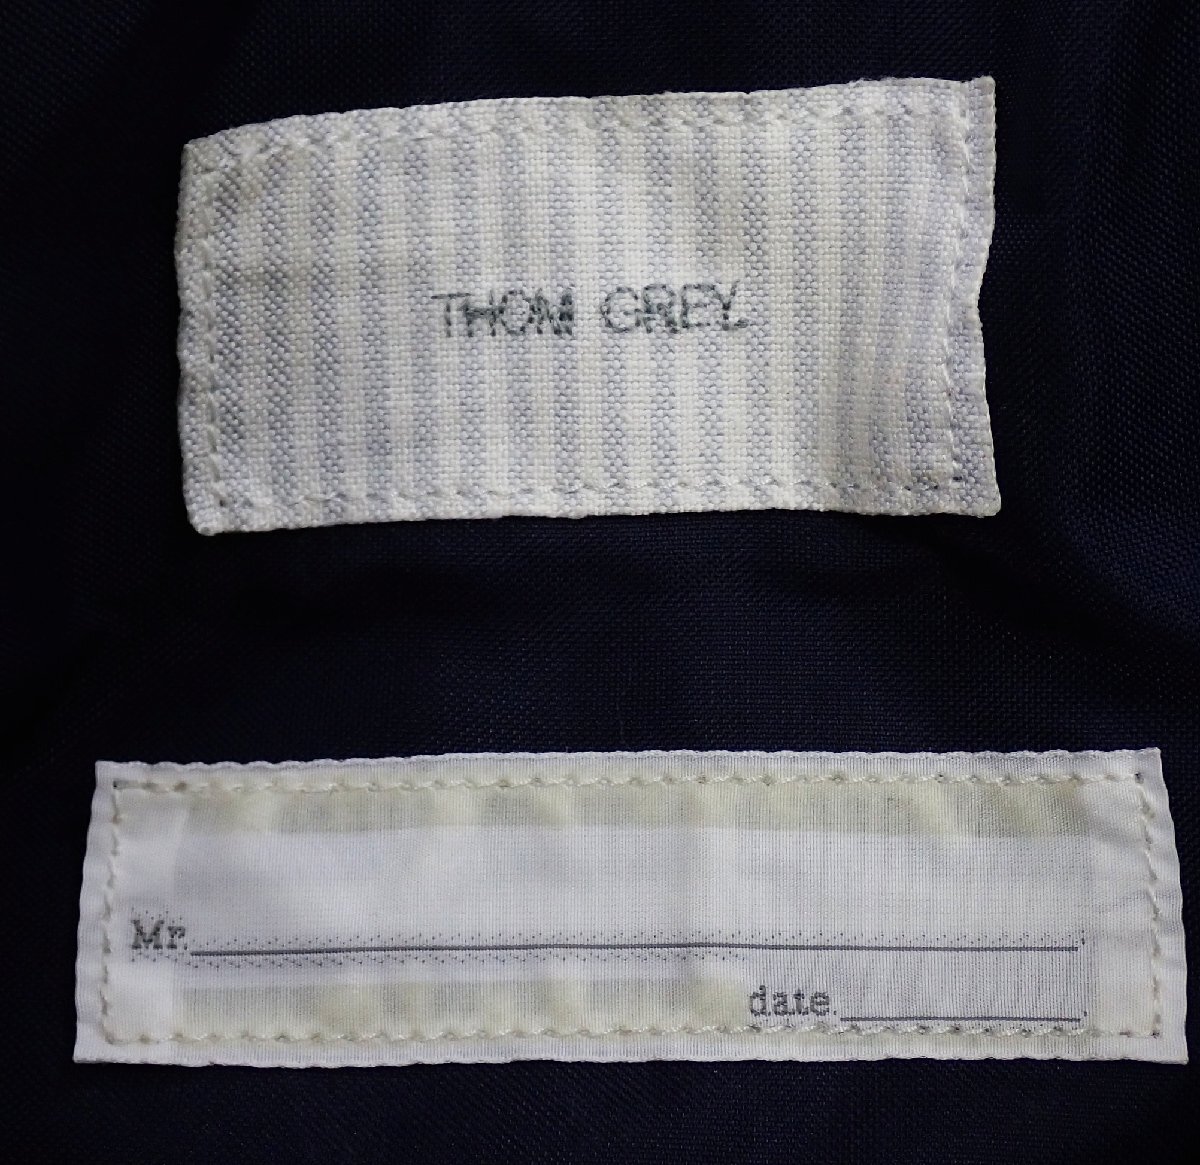 THOM GREY.
Mr.
date.